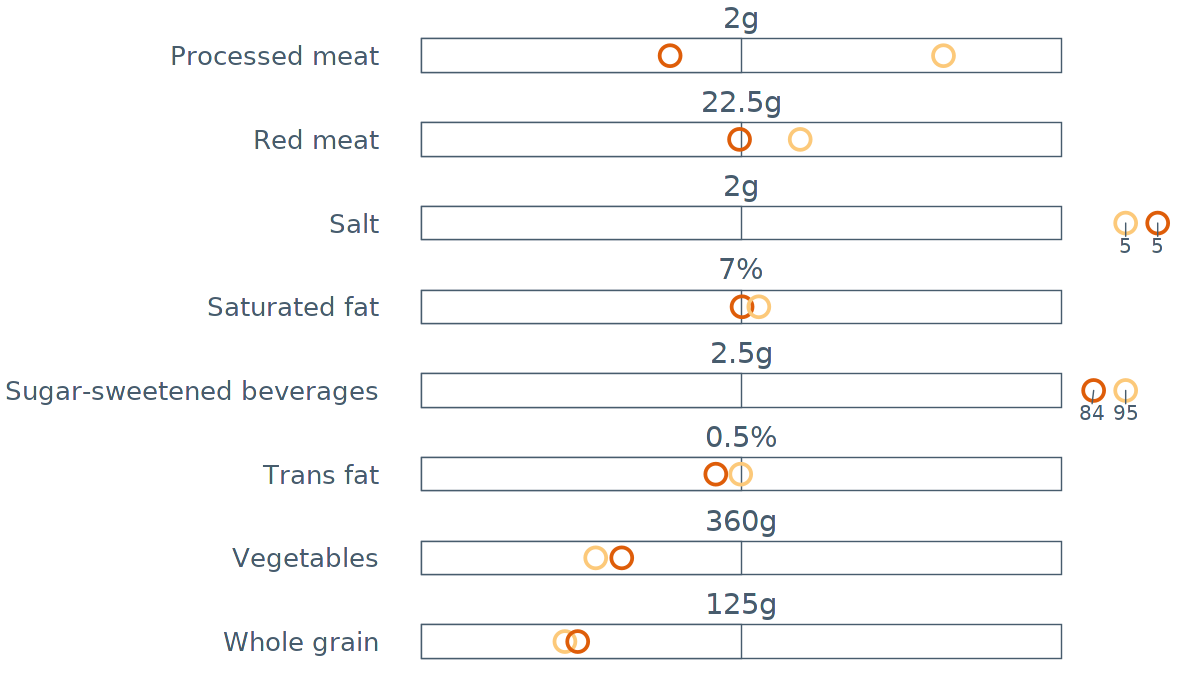 2g
Processed meat
22.5g
Red meat
2g
Salt
5 5
7%
Saturated fat
2.5g
Sugar-sweetened beverages
84 95
0.5%
Trans fat
360g
Vegetables
125g
Whole grain